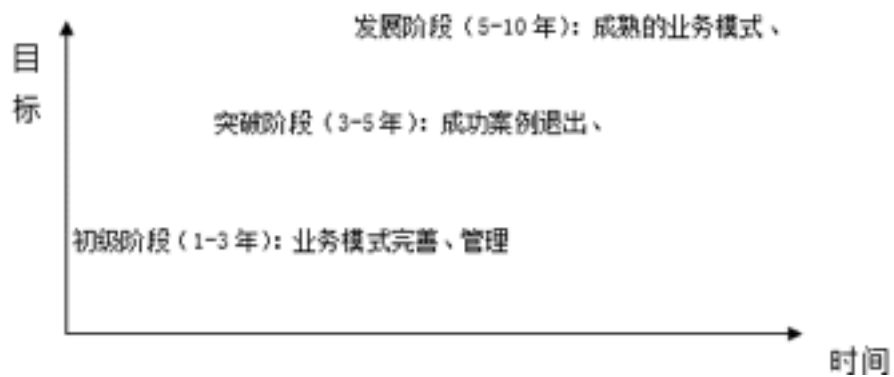 发展阶段（5-10 年）：成熟的业务模式、
目
标
突破阶段（3-5 年）：成功案例退出、
初级阶段（1-3 年）：业务模式完善、管理
时间